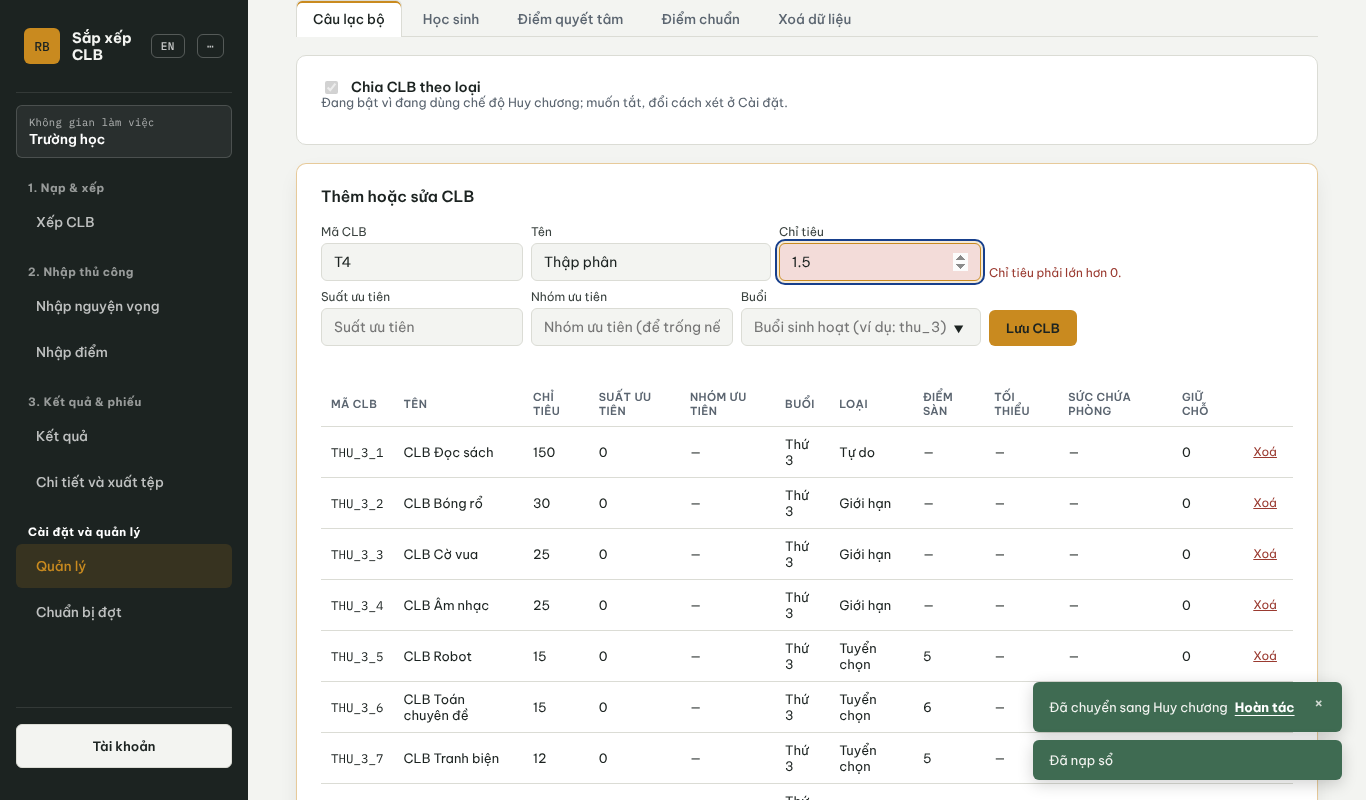 RB
Sắp xếp
CLB
EN
…
Không gian làm việc
Trường học
1. Nạp & xếp
Xếp CLB
2. Nhập thủ công
Nhập nguyện vọng
Nhập điểm
3. Kết quả & phiếu
Kết quả
Chi tiết và xuất tệp
Cài đặt và quản lý
Quản lý
Chuẩn bị đợt
Tài khoản
Câu lạc bộ Học sinh Điểm quyết tâm Điểm chuẩn Xoá dữ liệu
Chia CLB theo loại
Đang bật vì đang dùng chế độ Huy chương; muốn tắt, đổi cách xét ở Cài đặt.
Thêm hoặc sửa CLB
Mã CLB Tên Chỉ tiêu
T4 Thập phân 1.5 Chỉ tiêu phải lớn hơn 0.
Suất ưu tiên Nhóm ưu tiên Buổi
Suất ưu tiên Nhóm ưu tiên (để trống nế Buổi sinh hoạt (ví dụ: thu_3) Lưu CLB
MÃ CLB TÊN CHỈ TIÊU SUẤT ƯU TIÊN NHÓM ƯU TIÊN BUỔI LOẠI ĐIỂM SÀN TỐI THIỂU SỨC CHỨA PHÒNG GIỮ CHỖ
THU_3_1 CLB Đọc sách 150 0 — Thứ 3 Tự do — — — 0 Xoá
THU_3_2 CLB Bóng rổ 30 0 — Thứ 3 Giới hạn — — — 0 Xoá
THU_3_3 CLB Cờ vua 25 0 — Thứ 3 Giới hạn — — — 0 Xoá
THU_3_4 CLB Âm nhạc 25 0 — Thứ 3 Giới hạn — — — 0 Xoá
THU_3_5 CLB Robot 15 0 — Thứ 3 Tuyển chọn 5 — — 0 Xoá
THU_3_6 CLB Toán chuyên đề 15 0 — Thứ 3 Tuyển chọn 6 —
THU_3_7 CLB Tranh biện 12 0 — Thứ 3 Tuyển chọn 5 —
Đã chuyển sang Huy chương Hoàn tác ×
Đã nạp sổ